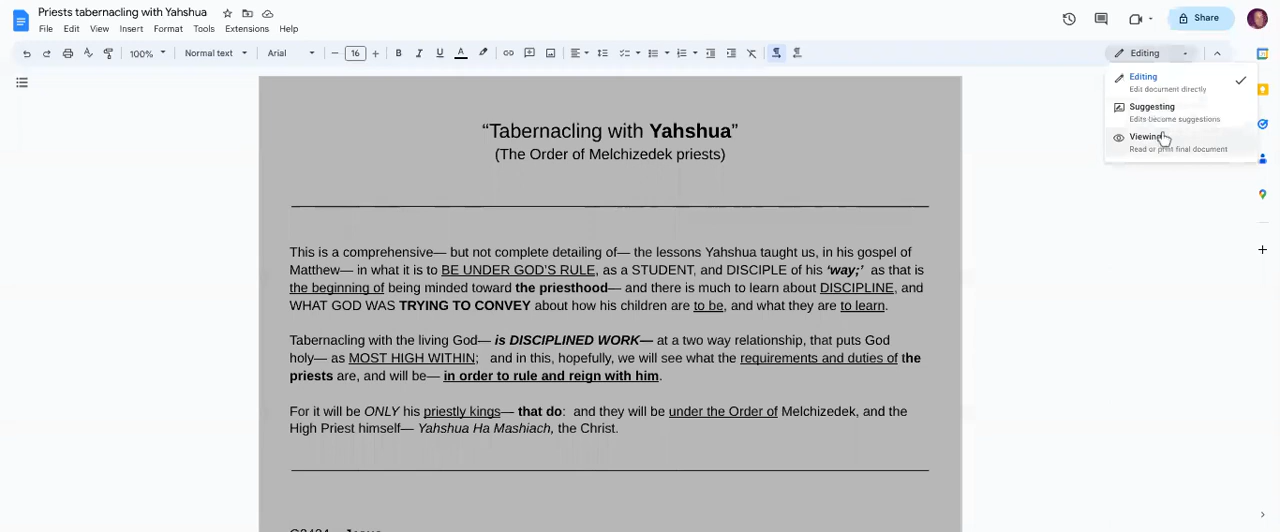 Priests tabernacling with Yahshua
File Edit View Insert Format Tools Extensions Help
Share
100% Normal text Arial 16 B I U A Editing
Editing
Edit document directly
Suggesting
Edits become suggestions
Viewing
Read or print final document
“Tabernacling with Yahshua”
(The Order of Melchizedek priests)
This is a comprehensive— but not complete detailing of— the lessons Yahshua taught us, in his gospel of
Matthew— in what it is to BE UNDER GOD’S RULE, as a STUDENT, and DISCIPLE of his ‘way;’ as that is
the beginning of being minded toward the priesthood— and there is much to learn about DISCIPLINE, and
WHAT GOD WAS TRYING TO CONVEY about how his children are to be, and what they are to learn.
Tabernacling with the living God— is DISCIPLINED WORK— at a two way relationship, that puts God
holy— as MOST HIGH WITHIN; and in this, hopefully, we will see what the requirements and duties of the
priests are, and will be— in order to rule and reign with him.
For it will be ONLY his priestly kings— that do: and they will be under the Order of Melchizedek, and the
High Priest himself— Yahshua Ha Mashiach, the Christ.